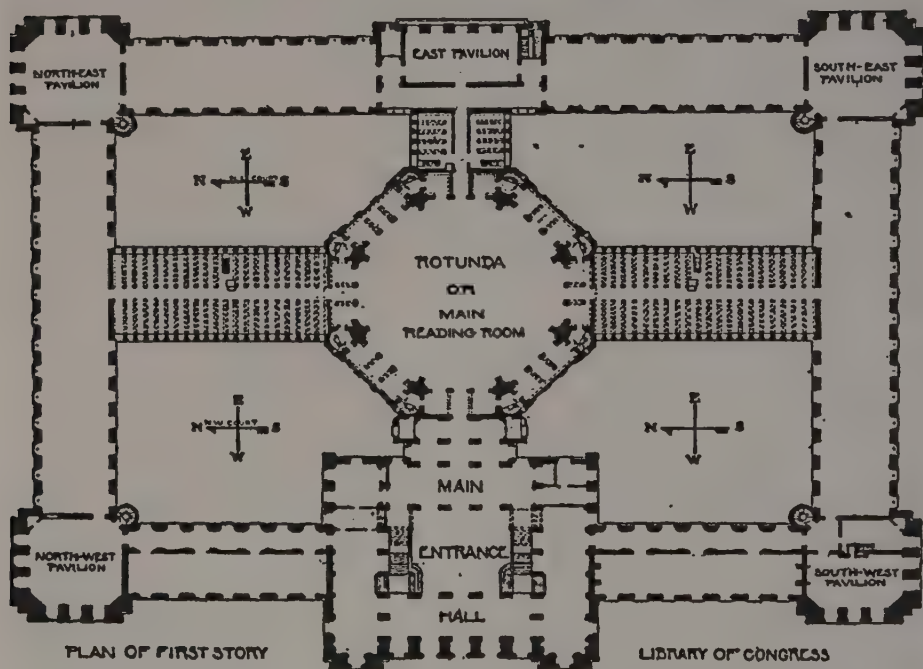 NORTH-EAST
PAVILION
EAST PAVILION
SOUTH-EAST
PAVILION
E
N S
W
E
N S
W
ROTUNDA
OR
MAIN
READING ROOM
E
N N.W. COURT S
W
E
N S
W
MAIN
ENTRANCE
HALL
NORTH-WEST
PAVILION
SOUTH-WEST
PAVILION
PLAN OF FIRST STORY
LIBRARY OF CONGRESS